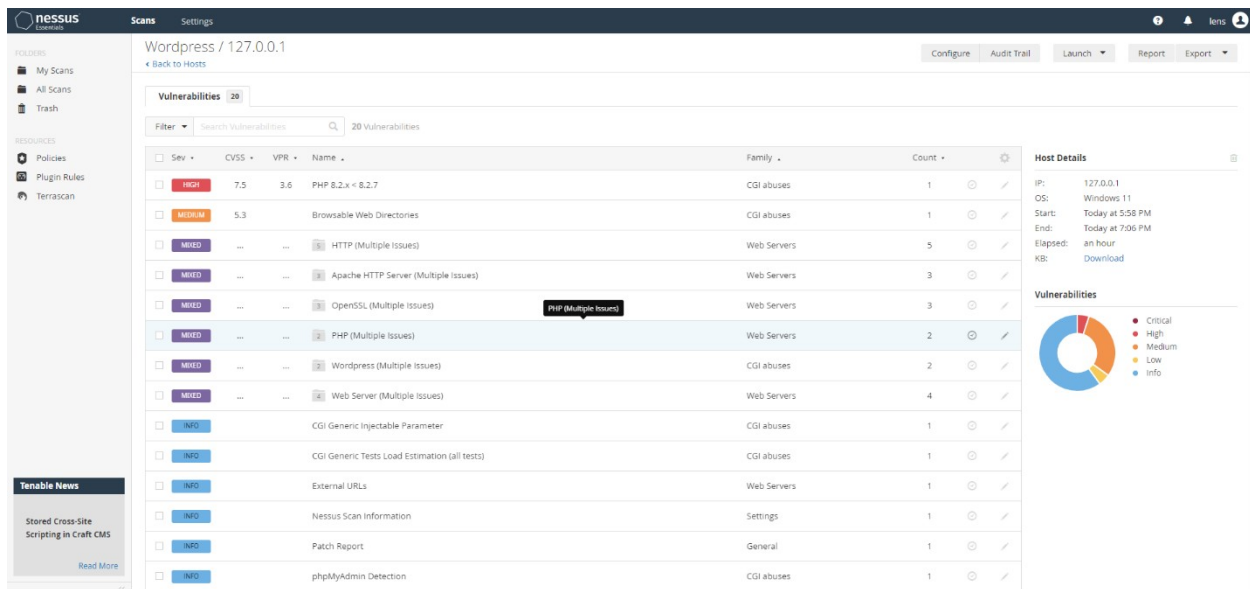 nessus
Essentials
Scans Settings
lens
FOLDERS
My Scans
All Scans
Trash
RESOURCES
Policies
Plugin Rules
Terrascan
Tenable News
Stored Cross-Site
Scripting in Craft CMS
Read More
Wordpress / 127.0.0.1
Back to Hosts
Configure Audit Trail Launch Report Export
Vulnerabilities 20
Filter Search Vulnerabilities 20 Vulnerabilities
Sev CVSS VPR Name Family Count
HIGH 7.5 3.6 PHP 8.2.x < 8.2.7 CGI abuses 1
MEDIUM 5.3 Browsable Web Directories CGI abuses 1
MIXED ... ... 5 HTTP (Multiple Issues) Web Servers 5
MIXED ... ... 3 Apache HTTP Server (Multiple Issues) Web Servers 3
MIXED ... ... 3 OpenSSL (Multiple Issues) Web Servers 3
PHP (Multiple Issues)
MIXED ... ... 2 PHP (Multiple Issues) Web Servers 2
MIXED ... ... 2 Wordpress (Multiple Issues) CGI abuses 2
MIXED ... ... 4 Web Server (Multiple Issues) Web Servers 4
INFO CGI Generic Injectable Parameter CGI abuses 1
INFO CGI Generic Tests Load Estimation (all tests) CGI abuses 1
INFO External URLs Web Servers 1
INFO Nessus Scan Information Settings 1
INFO Patch Report General 1
INFO phpMyAdmin Detection CGI abuses 1
Host Details
IP: 127.0.0.1
OS: Windows 11
Start: Today at 5:58 PM
End: Today at 7:06 PM
Elapsed: an hour
KB: Download
Vulnerabilities
Critical
High
Medium
Low
Info